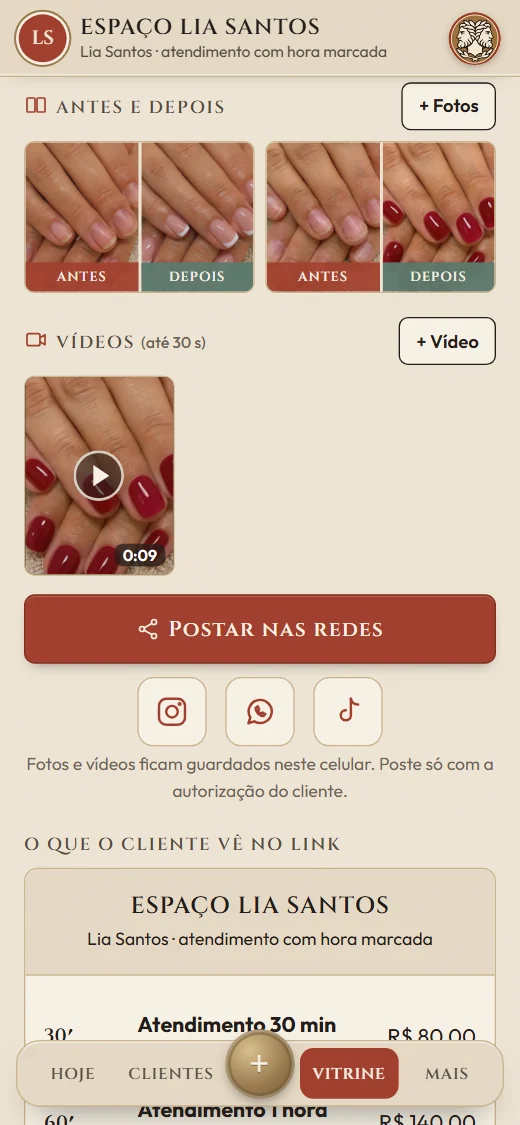 LS
ESPAÇO LIA SANTOS
Lia Santos · atendimento com hora marcada
ANTES E DEPOIS
+ Fotos
ANTES
DEPOIS
ANTES
DEPOIS
VÍDEOS (até 30 s)
+ Vídeo
0:09
POSTAR NAS REDES
Fotos e vídeos ficam guardados neste celular. Poste só com a
autorização do cliente.
O QUE O CLIENTE VÊ NO LINK
ESPAÇO LIA SANTOS
Lia Santos · atendimento com hora marcada
Atendimento 30 min
30′
R$ 80,00
HOJE
CLIENTES
+
VITRINE
MAIS
Atendimento 1 hora
60′
R$ 140,00